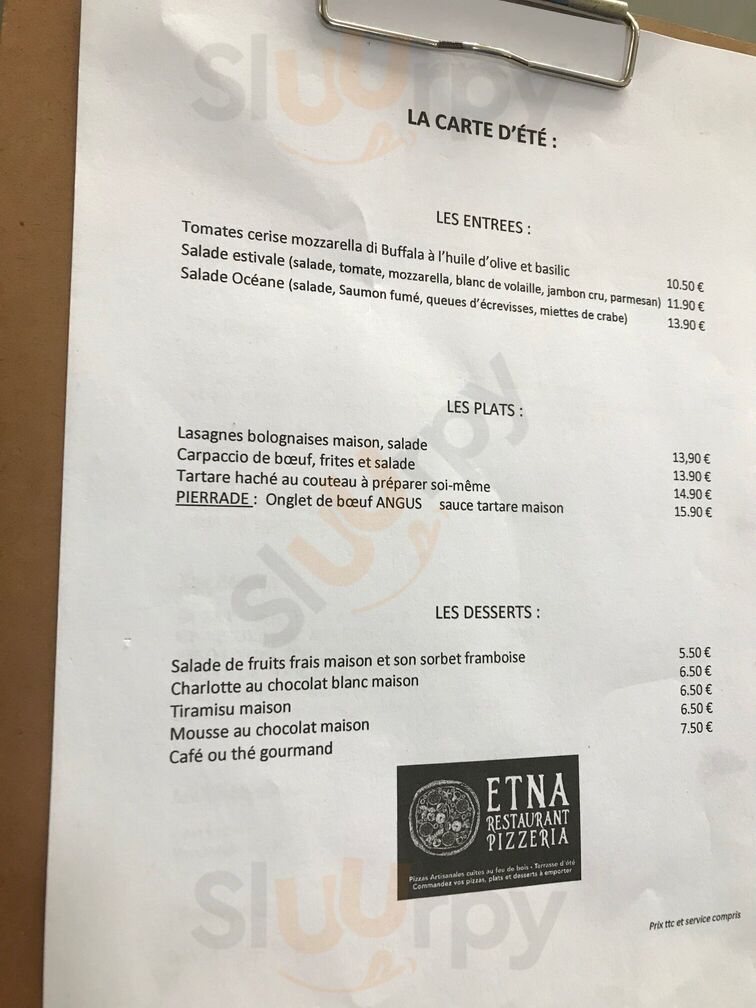 LA CARTE D'ÉTÉ :
LES ENTREES :
Tomates cerise mozzarella di Buffala à l'huile d'olive et basilic 10.50 €
Salade estivale (salade, tomate, mozzarella, blanc de volaille, jambon cru, parmesan) 11.90 €
Salade Océane (salade, Saumon fumé, queues d'écrevisses, miettes de crabe) 13.90 €
LES PLATS :
Lasagnes bolognaises maison, salade 13,90 €
Carpaccio de bœuf, frites et salade 13.90 €
Tartare haché au couteau à préparer soi-même 14.90 €
PIERRADE : Onglet de bœuf ANGUS sauce tartare maison 15.90 €
LES DESSERTS :
Salade de fruits frais maison et son sorbet framboise 5.50 €
Charlotte au chocolat blanc maison 6.50 €
Tiramisu maison 6.50 €
Mousse au chocolat maison 6.50 €
Café ou thé gourmand 7.50 €
ETNA
RESTAURANT
PIZZERIA
Pizzas Artisanales cuites au feu de bois - Terrasse d'été
Commandez vos pizzas, plats et desserts à emporter
Prix ttc et service compris
Sluurpy
Sluurpy
Sluurpy